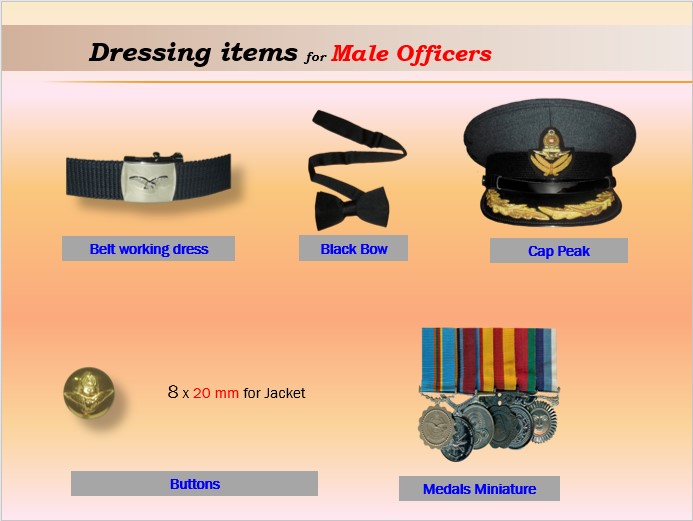 Dressing items for Male Officers
Belt working dress
Black Bow
Cap Peak
8 x 20 mm for Jacket
Buttons
Medals Miniature